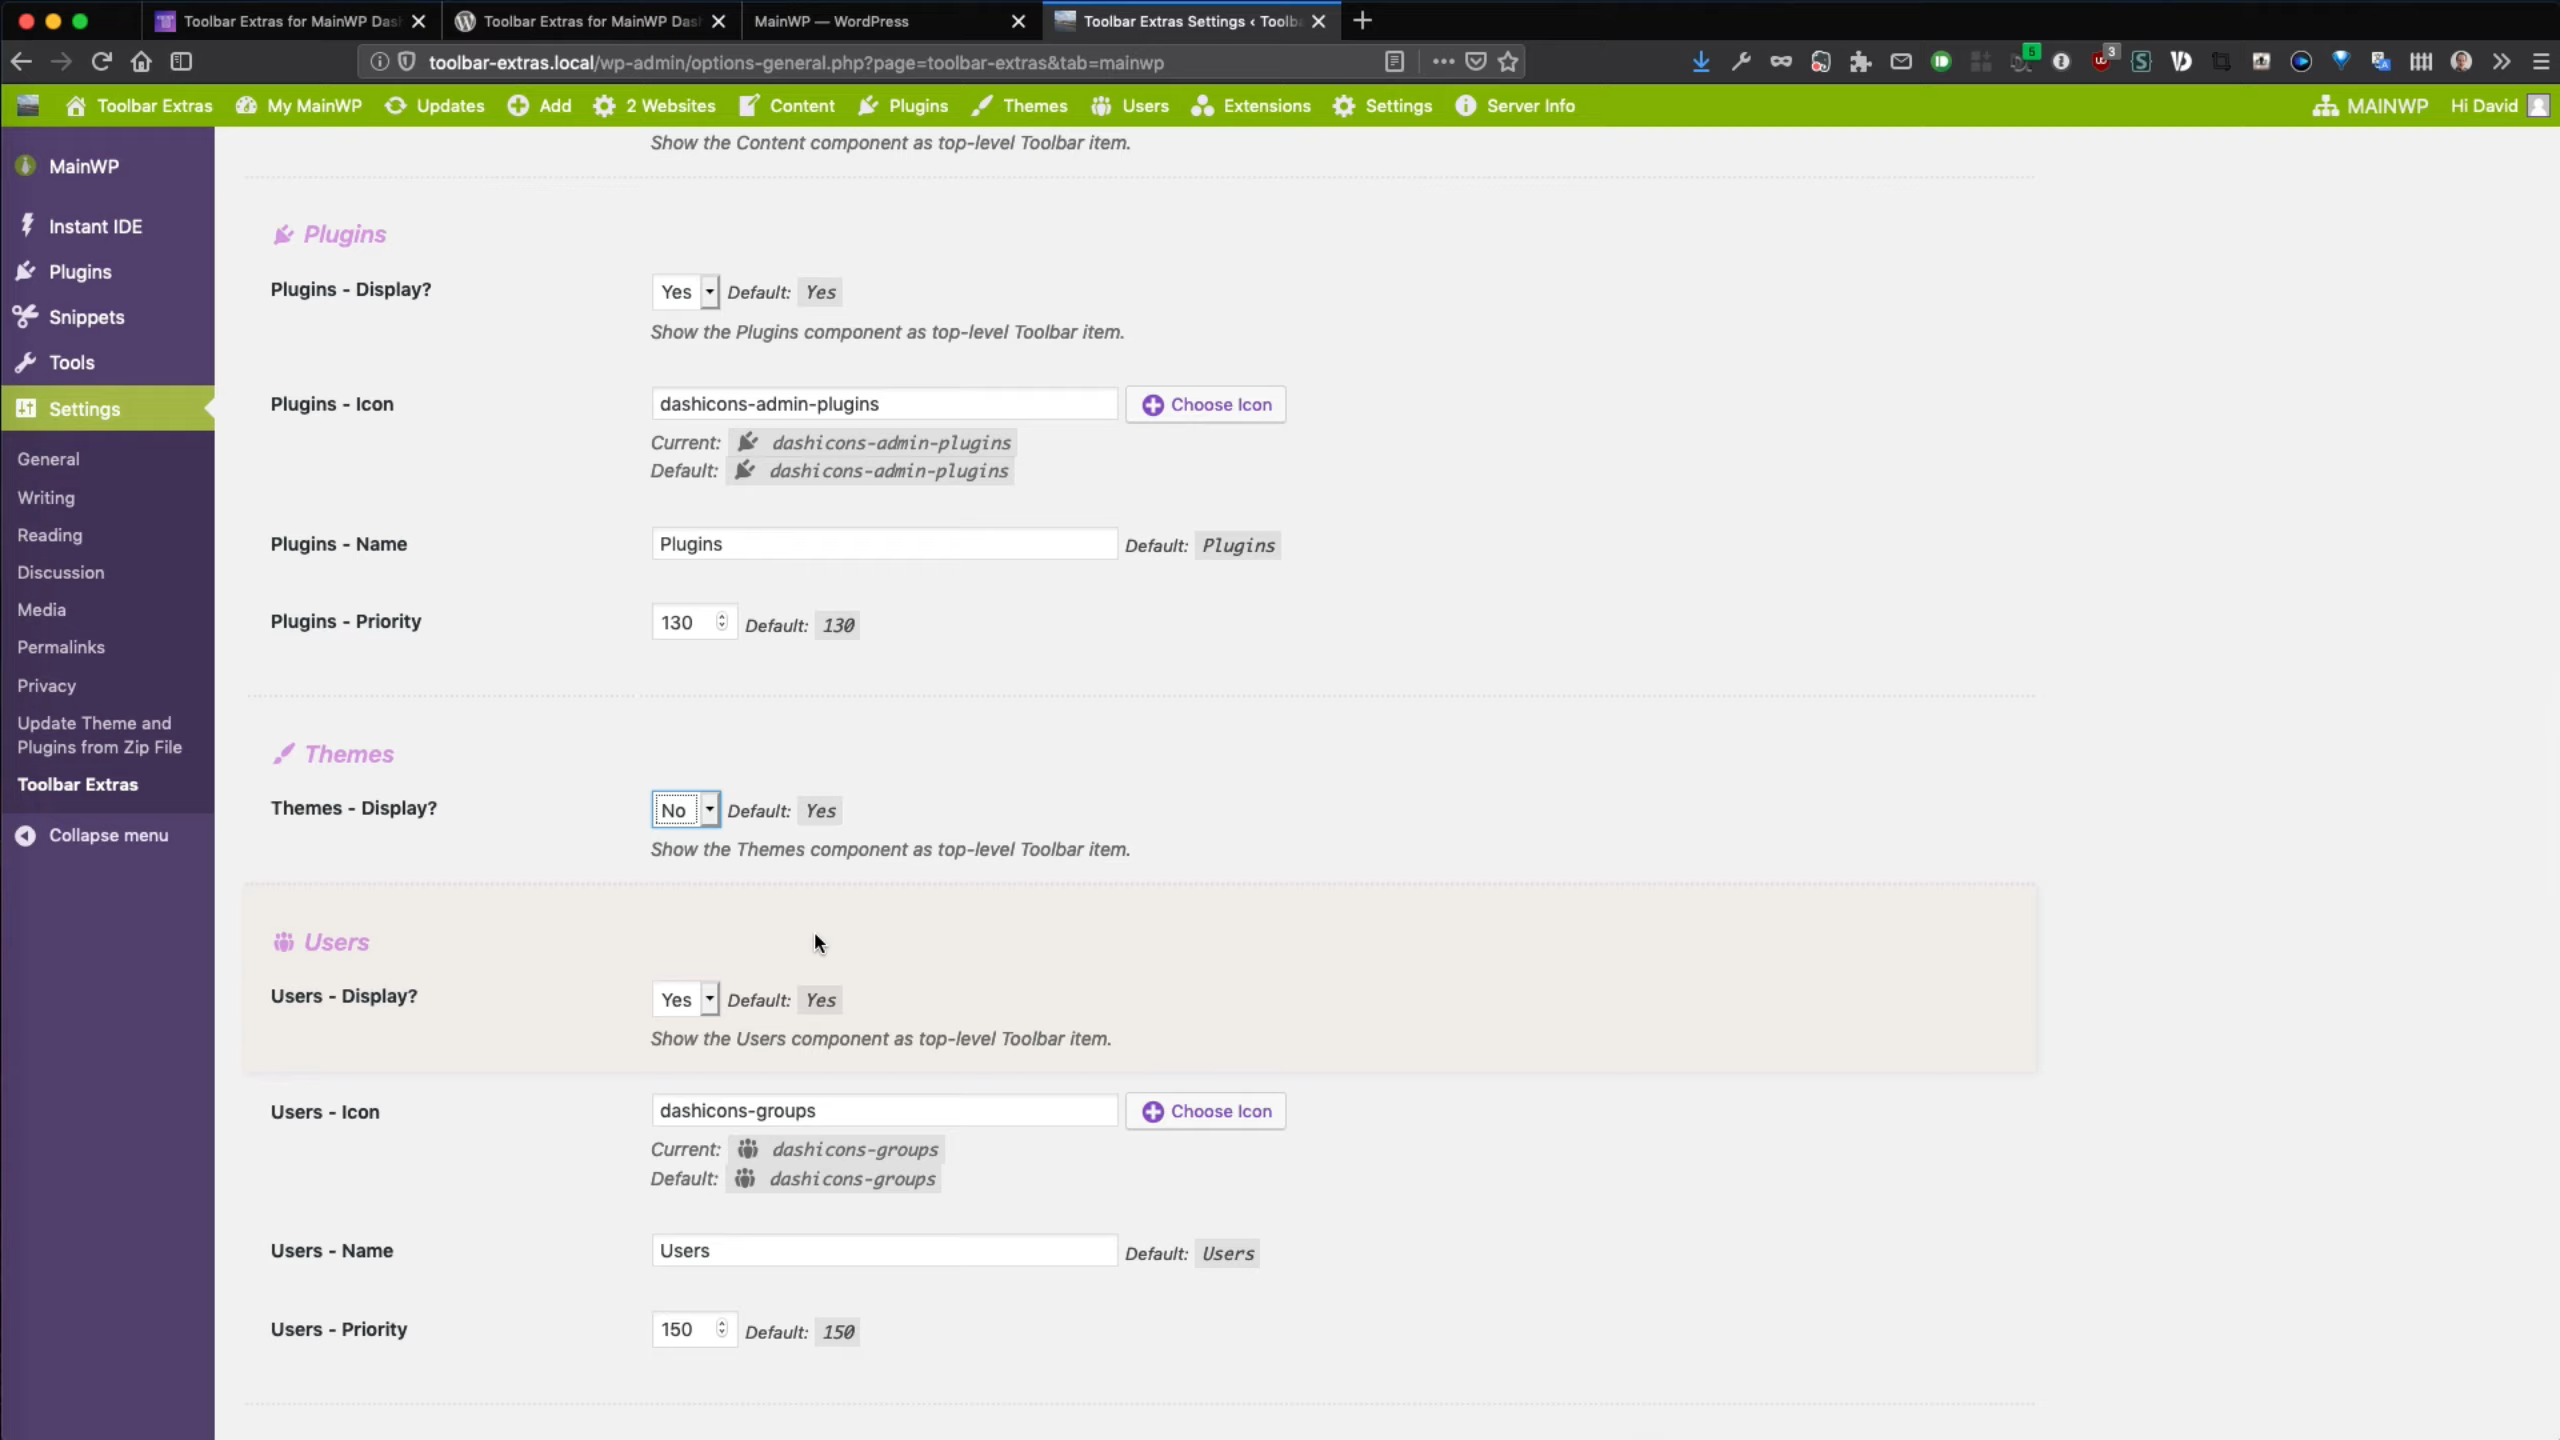 Toolbar Extras for MainWP Das
Toolbar Extras for MainWP Das
MainWP — WordPress
Toolbar Extras Settings ‹ Toolba
toolbar-extras.local/wp-admin/options-general.php?page=toolbar-extras&tab=mainwp
5
3
Toolbar Extras
My MainWP
Updates
Add
2 Websites
Content
Plugins
Themes
Users
Extensions
Settings
Server Info
MAINWP
Hi David
MainWP
Instant IDE
Plugins
Snippets
Tools
Settings
General
Writing
Reading
Discussion
Media
Permalinks
Privacy
Update Theme and
Plugins from Zip File
Toolbar Extras
Collapse menu
Show the Content component as top-level Toolbar item.
Plugins
Plugins - Display?
Yes
Default: Yes
Show the Plugins component as top-level Toolbar item.
Plugins - Icon
dashicons-admin-plugins
Choose Icon
Current: dashicons-admin-plugins
Default: dashicons-admin-plugins
Plugins - Name
Plugins
Default: Plugins
Plugins - Priority
130
Default: 130
Themes
Themes - Display?
No
Default: Yes
Show the Themes component as top-level Toolbar item.
Users
Users - Display?
Yes
Default: Yes
Show the Users component as top-level Toolbar item.
Users - Icon
dashicons-groups
Choose Icon
Current: dashicons-groups
Default: dashicons-groups
Users - Name
Users
Default: Users
Users - Priority
150
Default: 150